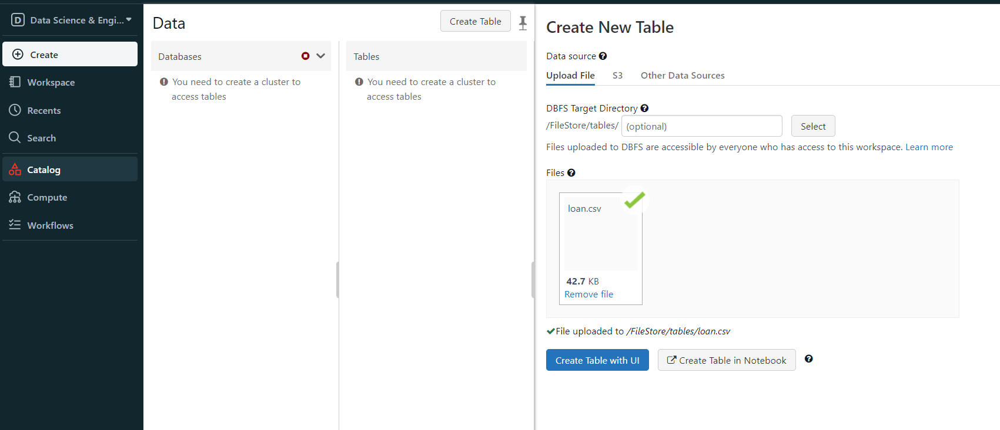 D Data Science & Engi...
Create
Workspace
Recents
Search
Catalog
Compute
Workflows
Data
Create Table
Databases
You need to create a cluster to
access tables
Tables
You need to create a cluster to
access tables
Create New Table
Data source
Upload File S3 Other Data Sources
DBFS Target Directory
/FileStore/tables/ (optional) Select
Files uploaded to DBFS are accessible by everyone who has access to this workspace. Learn more
Files
loan.csv
42.7 KB
Remove file
File uploaded to /FileStore/tables/loan.csv
Create Table with UI Create Table in Notebook